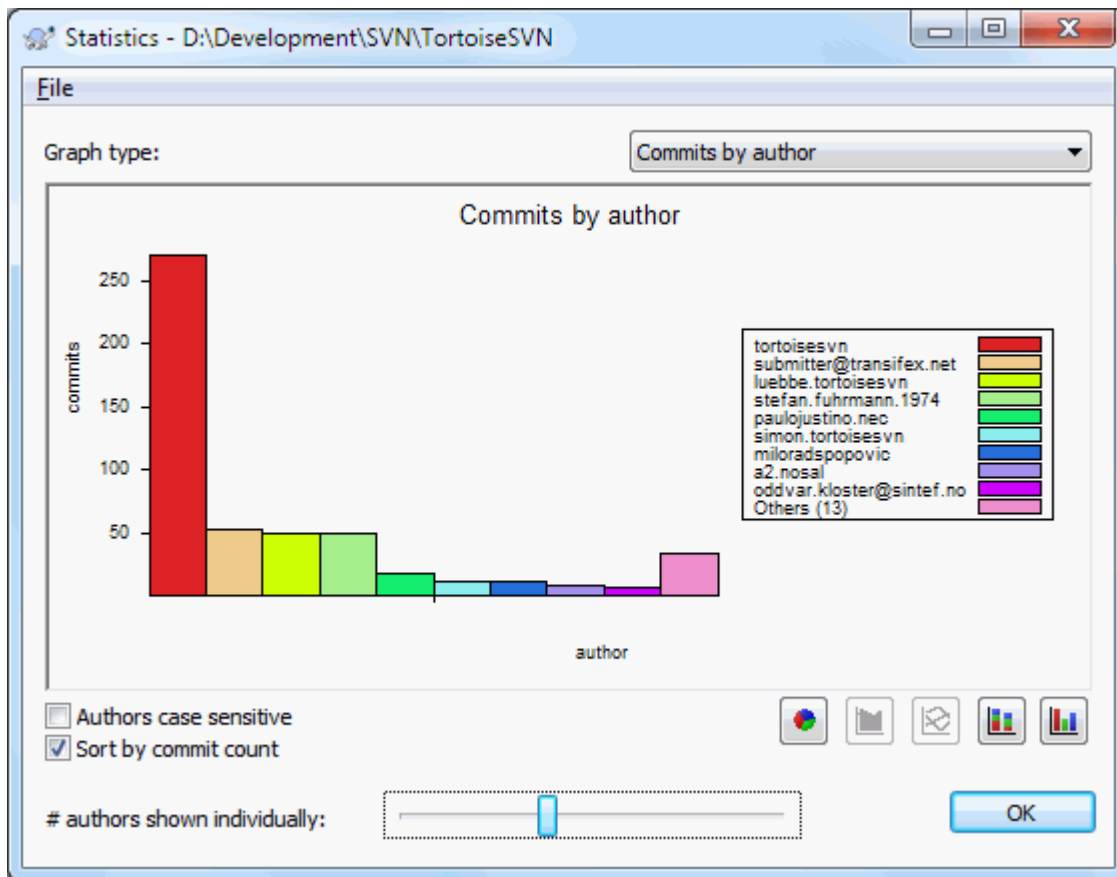 Statistics - D:\Development\SVN\TortoiseSVN
File
Graph type:
Commits by author
Commits by author
250
200
150
100
50
commits
author
tortoisesvn
submitter@transifex.net
luebbe.tortoisesvn
stefan.fuhrmann.1974
paulojustino.nec
simon.tortoisesvn
miloradspopovic
a2.nosal
oddvar.kloster@sintef.no
Others (13)
Authors case sensitive
Sort by commit count
# authors shown individually:
OK